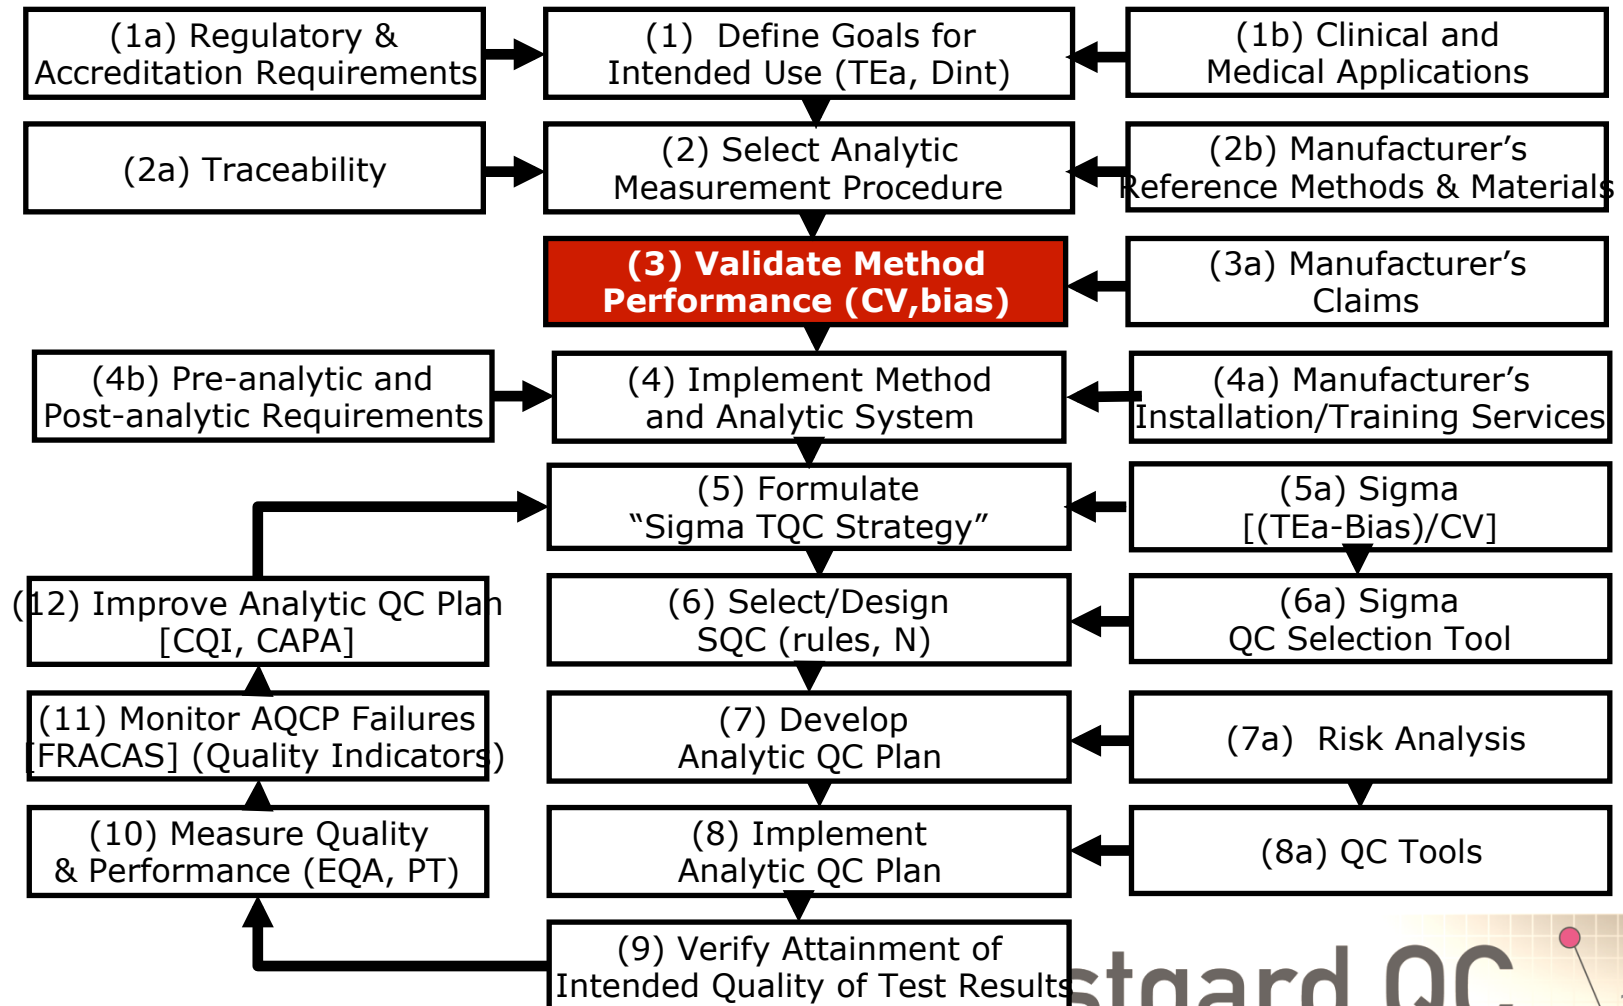 (1a) Regulatory &
Accreditation Requirements
(1) Define Goals for
Intended Use (TEa, Dint)
(1b) Clinical and
Medical Applications
(2a) Traceability
(2) Select Analytic
Measurement Procedure
(2b) Manufacturer's
Reference Methods & Materials
(3) Validate Method
Performance (CV,bias)
(3a) Manufacturer's
Claims
(4b) Pre-analytic and
Post-analytic Requirements
(4) Implement Method
and Analytic System
(4a) Manufacturer's
Installation/Training Services
(5) Formulate
“Sigma TQC Strategy”
(5a) Sigma
[(TEa-Bias)/CV]
(12) Improve Analytic QC Plan
[CQI, CAPA]
(6) Select/Design
SQC (rules, N)
(6a) Sigma
QC Selection Tool
(11) Monitor AQCP Failures
[FRACAS] (Quality Indicators)
(7) Develop
Analytic QC Plan
(7a) Risk Analysis
(10) Measure Quality
& Performance (EQA, PT)
(8) Implement
Analytic QC Plan
(8a) QC Tools
(9) Verify Attainment of
Intended Quality of Test Results
stgard QC